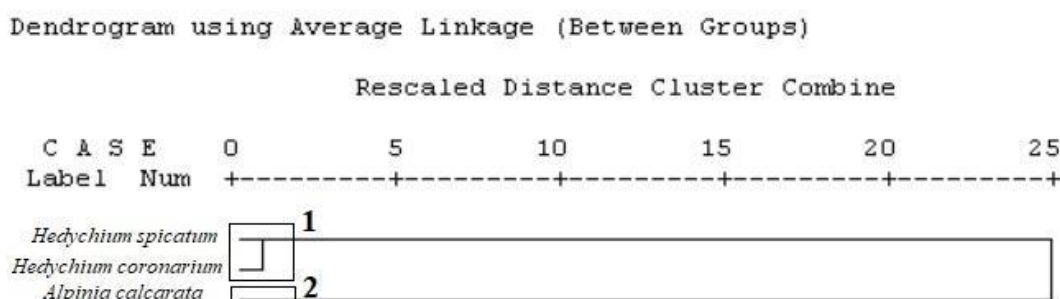 Dendrogram using Average Linkage (Between Groups)
Rescaled Distance Cluster Combine
C A S E 0 5 10 15 20 25
Label Num +---------+---------+---------+---------+---------+
1
Hedychium spicatum
Hedychium coronarium
Alpinia calcarata 2